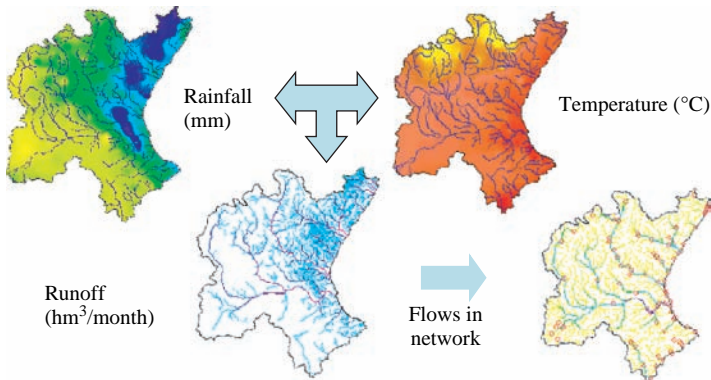 Rainfall
(mm)
Temperature (°C)
Runoff
(hm³/month)
Flows in
network